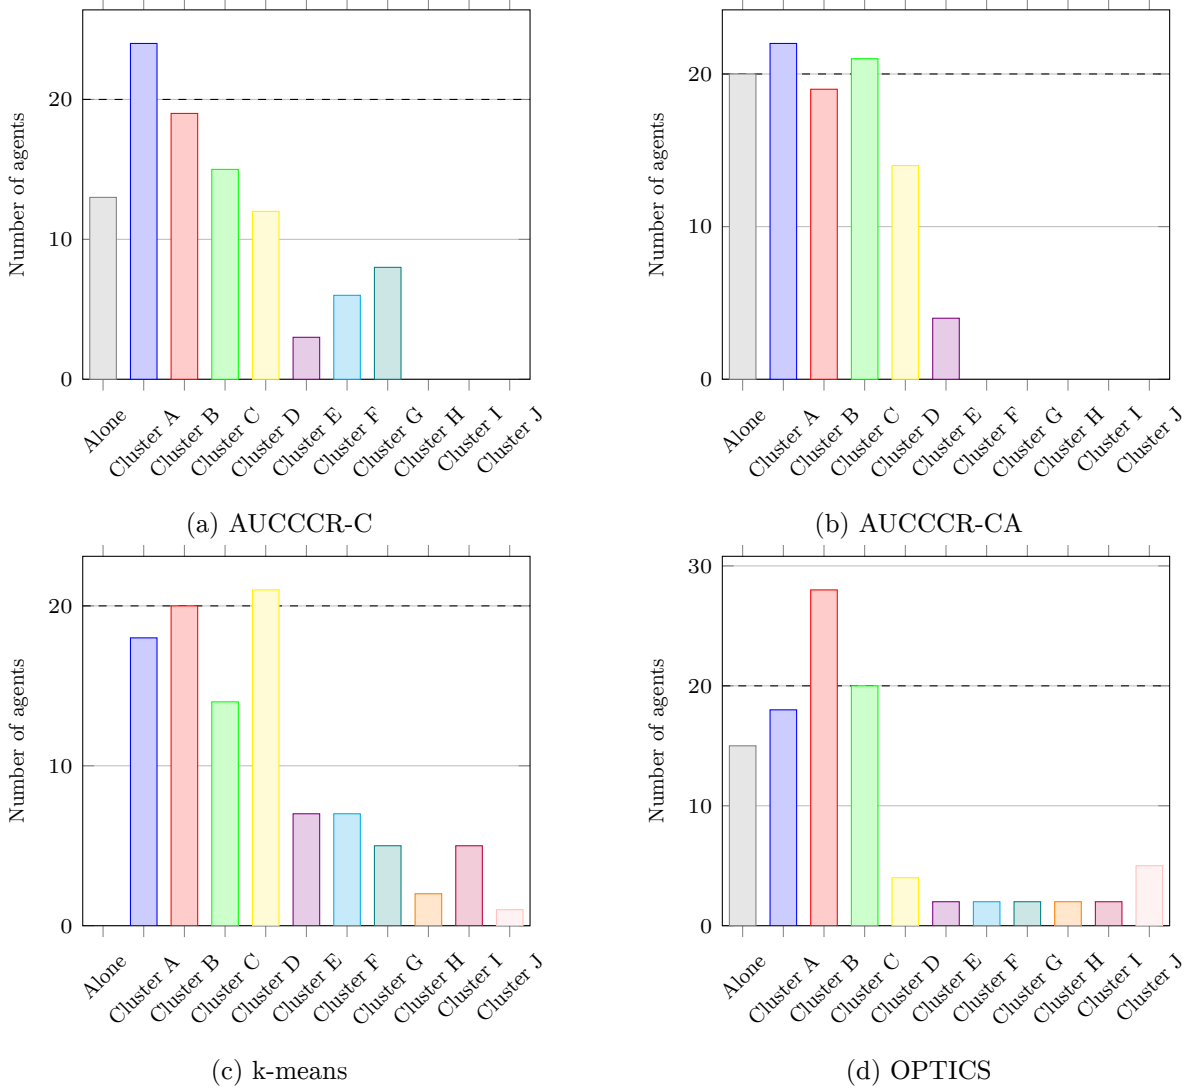 Number of agents
20
10
0
Alone
Cluster A
Cluster B
Cluster C
Cluster D
Cluster E
Cluster F
Cluster G
Cluster H
Cluster I
Cluster J
(a) AUCCCR-C
Number of agents
20
10
0
Alone
Cluster A
Cluster B
Cluster C
Cluster D
Cluster E
Cluster F
Cluster G
Cluster H
Cluster I
Cluster J
(b) AUCCCR-CA
Number of agents
20
10
0
Alone
Cluster A
Cluster B
Cluster C
Cluster D
Cluster E
Cluster F
Cluster G
Cluster H
Cluster I
Cluster J
(c) k-means
Number of agents
30
20
10
0
Alone
Cluster A
Cluster B
Cluster C
Cluster D
Cluster E
Cluster F
Cluster G
Cluster H
Cluster I
Cluster J
(d) OPTICS